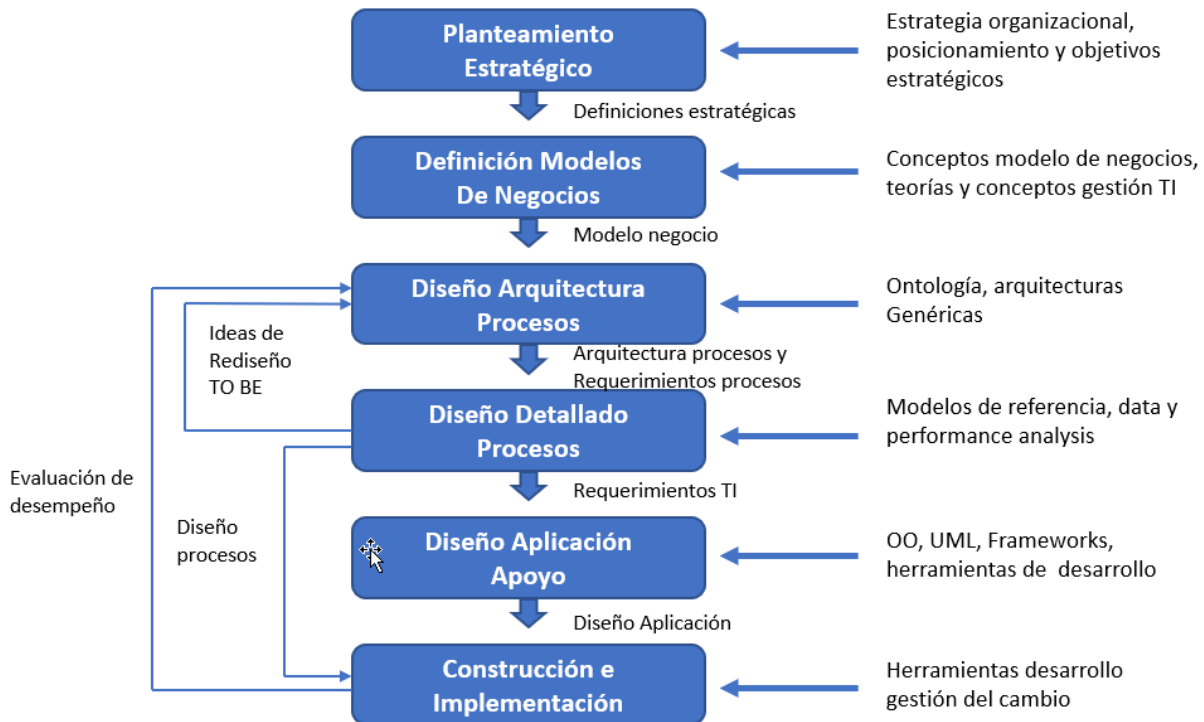 Planteamiento
Estratégico
Estrategia organizacional,
posicionamiento y objetivos
estratégicos
Definiciones estratégicas
Definición Modelos
De Negocios
Conceptos modelo de negocios,
teorías y conceptos gestión TI
Modelo negocio
Diseño Arquitectura
Procesos
Ontología, arquitecturas
Genéricas
Ideas de
Rediseño
TO BE
Arquitectura procesos y
Requerimientos procesos
Diseño Detallado
Procesos
Modelos de referencia, data y
performance analysis
Evaluación de
desempeño
Requerimientos TI
Diseño
procesos
Diseño Aplicación
Apoyo
OO, UML, Frameworks,
herramientas de desarrollo
Diseño Aplicación
Construcción e
Implementación
Herramientas desarrollo
gestión del cambio